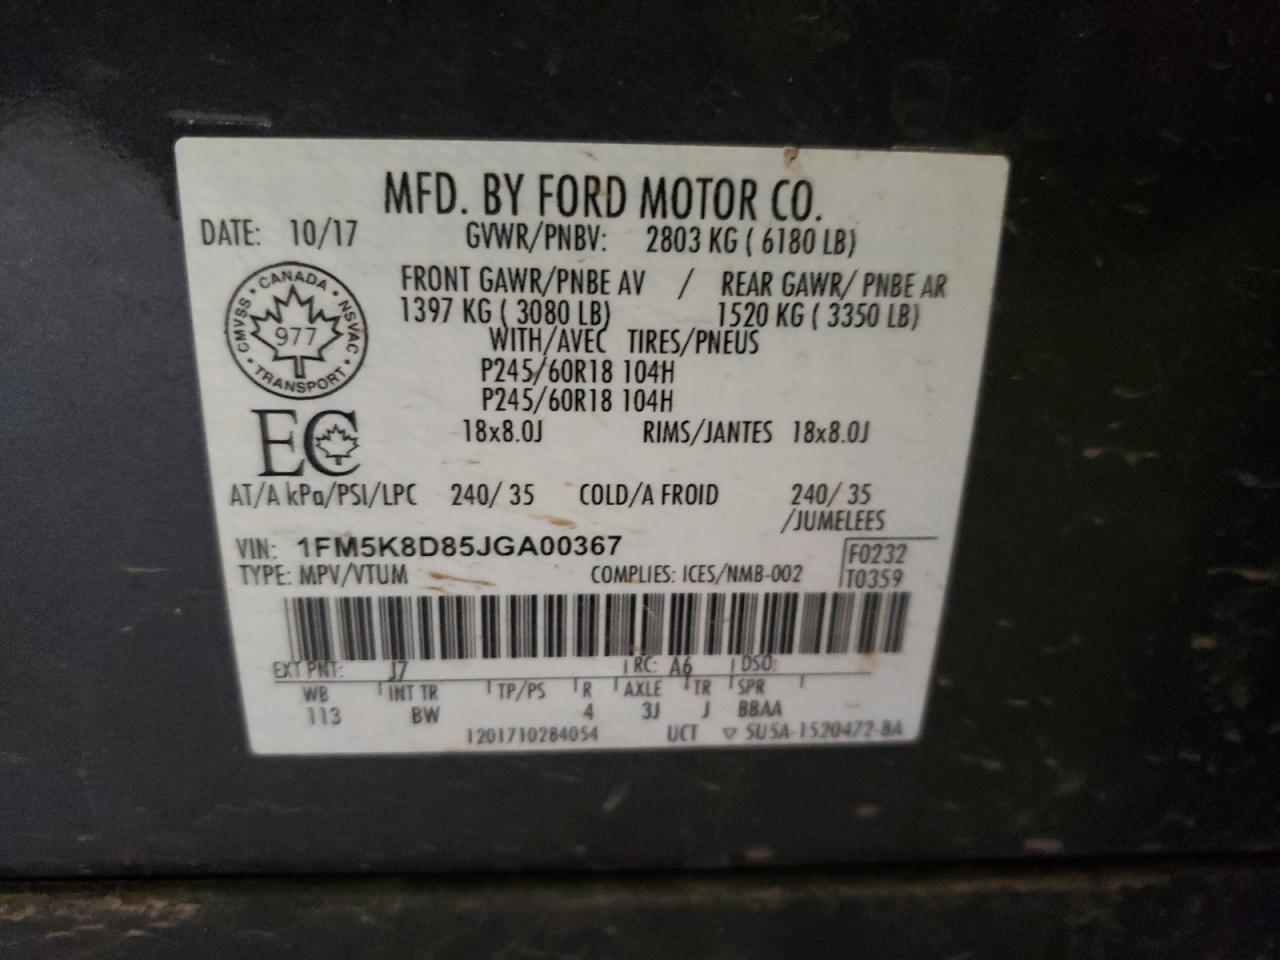 MFD. BY FORD MOTOR CO.
DATE: 10/17 GVWR/PNBV: 2803 KG ( 6180 LB)
FRONT GAWR/PNBE AV / REAR GAWR/ PNBE AR
1397 KG ( 3080 LB) 1520 KG ( 3350 LB)
WITH/AVEC TIRES/PNEUS
P245/60R18 104H
P245/60R18 104H
CANADA
CMVSS 977 NSVAC
TRANSPORT
EC
18x8.0J RIMS/JANTES 18x8.0J
AT/A kPa/PSI/LPC 240/ 35 COLD/A FROID 240/ 35
/JUMELEES
VIN: 1FM5K8D85JGA00367 F0232
TYPE: MPV/VTUM COMPLIES: ICES/NMB-002 T0359
EXT PNT: J7 RC: A6 DSO:
WB INT TR TP/PS R AXLE TR SPR
113 BW 4 3J J BBAA
1201710284054 UCT ▽ 5U5A-1520472-BA